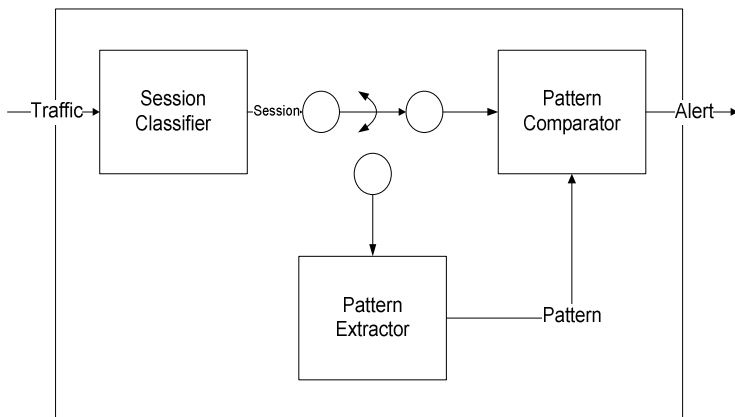 Traffic
Session
Classifier
Session
Pattern
Comparator
Alert
Pattern
Extractor
Pattern